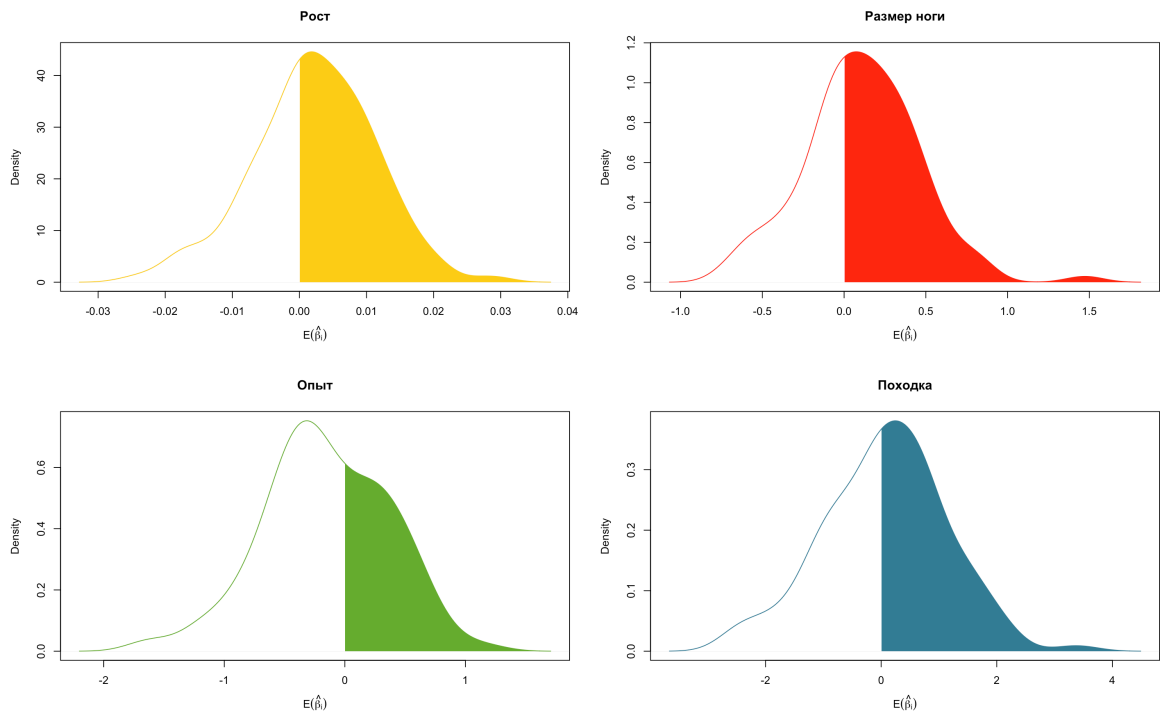 Рост
Density
0 10 20 30 40
-0.03 -0.02 -0.01 0.00 0.01 0.02 0.03 0.04
E(β̂ᵢ)
Размер ноги
Density
0.0 0.2 0.4 0.6 0.8 1.0 1.2
-1.0 -0.5 0.0 0.5 1.0 1.5
E(β̂ᵢ)
Опыт
Density
0.0 0.2 0.4 0.6
-2 -1 0 1
E(β̂ᵢ)
Походка
Density
0.0 0.1 0.2 0.3
-2 0 2 4
E(β̂ᵢ)